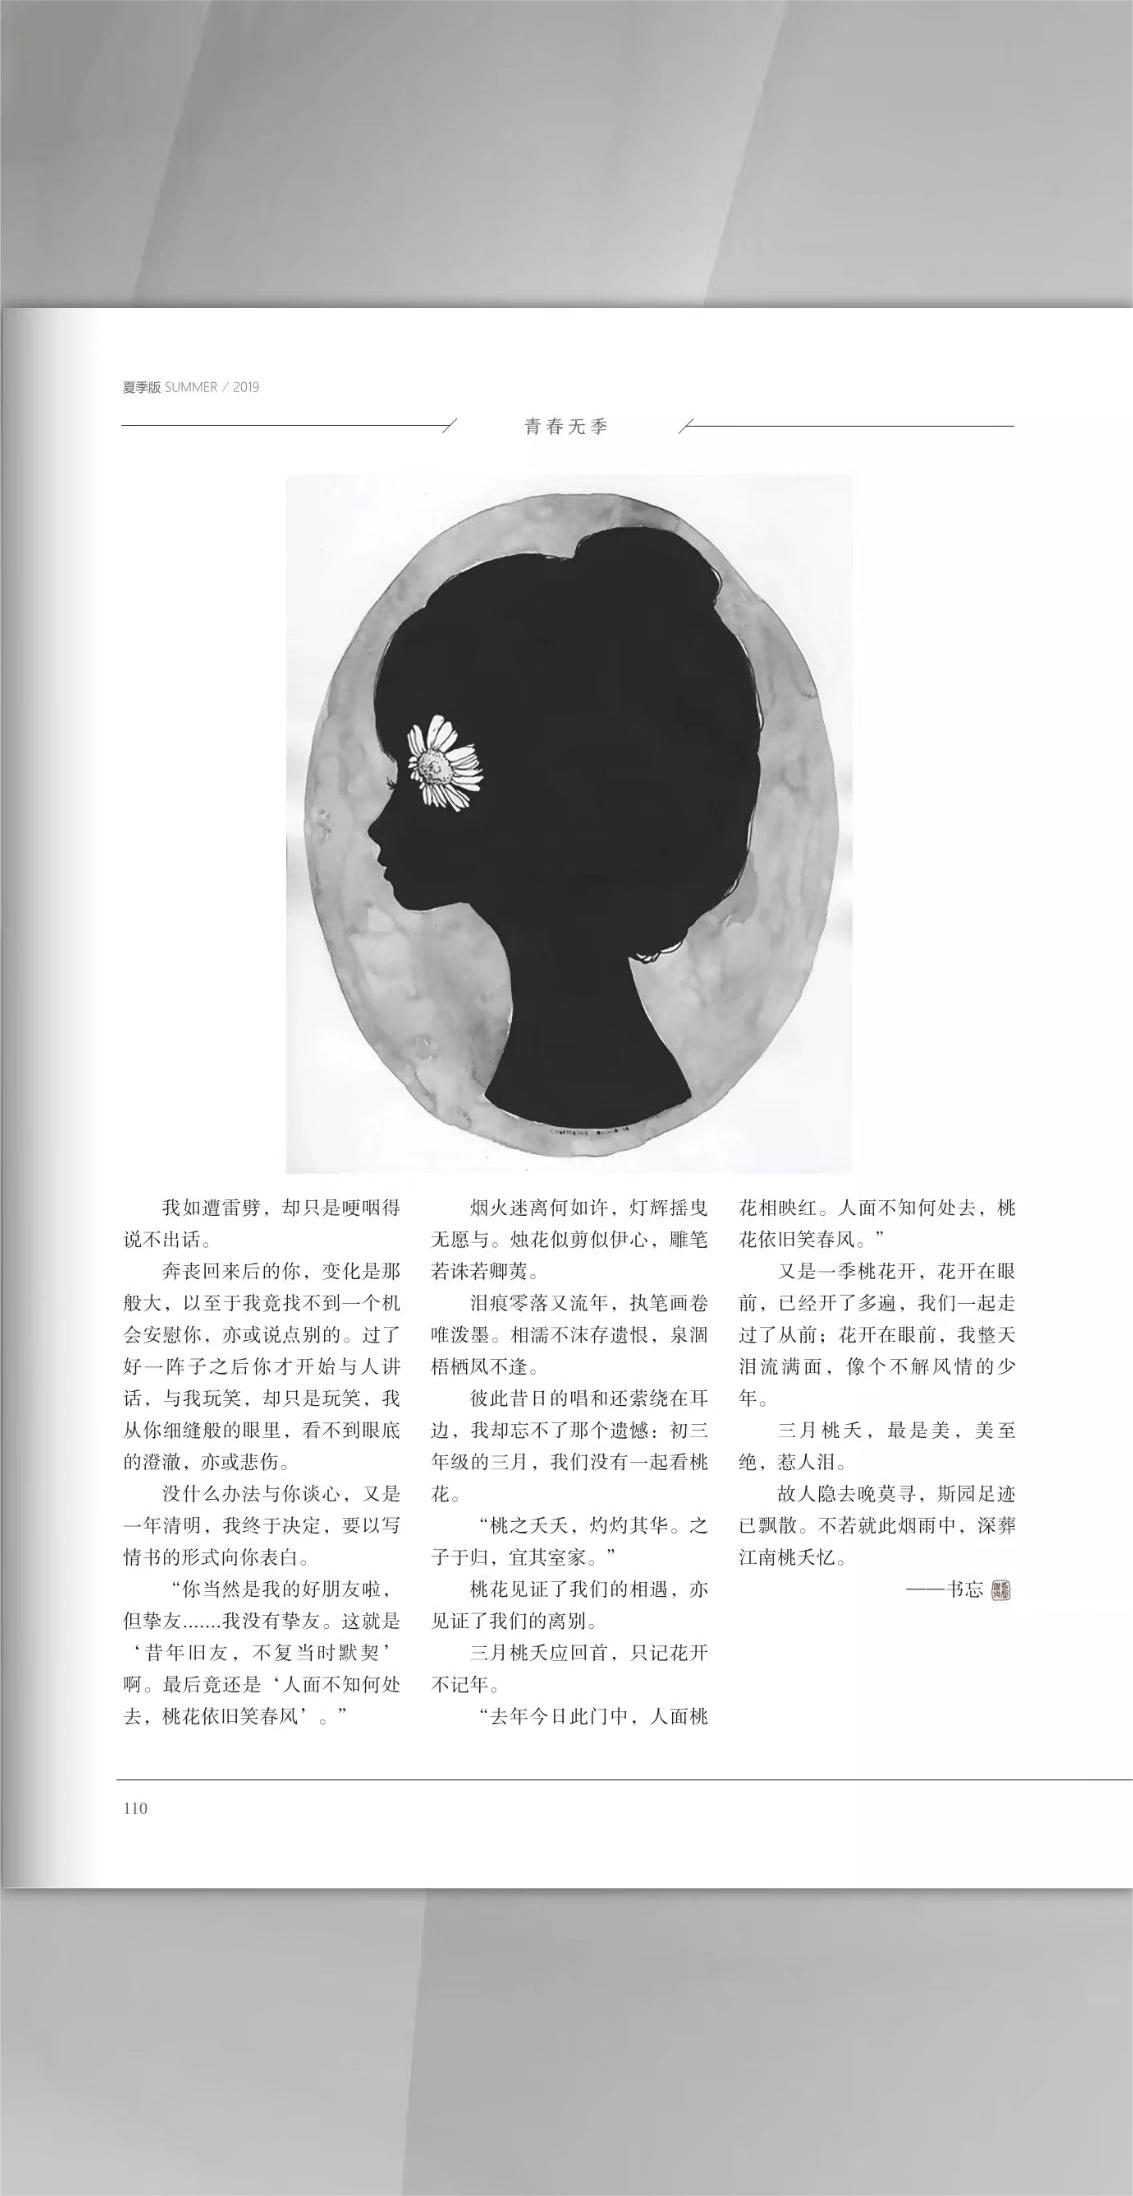 夏季版 SUMMER / 2019
青春无季
我如遭雷劈，却只是哽咽得
说不出话。
奔丧回来后的你，变化是那
般大，以至于我竟找不到一个机
会安慰你，亦或说点别的。过了
好一阵子之后你才开始与人讲
话，与我玩笑，却只是玩笑，我
从你细缝般的眼里，看不到眼底
的澄澈，亦或悲伤。
没什么办法与你谈心，又是
一年清明，我终于决定，要以写
情书的形式向你表白。
“你当然是我的好朋友啦，
但挚友.......我没有挚友。这就是
‘昔年旧友，不复当时默契’
啊。最后竟还是‘人面不知何处
去，桃花依旧笑春风’。”
烟火迷离何如许，灯辉摇曳
无愿与。烛花似剪似伊心，雕笔
若诛若卿荑。
泪痕零落又流年，执笔画卷
唯泼墨。相濡不沫存遗恨，泉涸
梧栖凤不逢。
彼此昔日的唱和还萦绕在耳
边，我却忘不了那个遗憾：初三
年级的三月，我们没有一起看桃
花。
“桃之夭夭，灼灼其华。之
子于归，宜其室家。”
桃花见证了我们的相遇，亦
见证了我们的离别。
三月桃夭应回首，只记花开
不记年。
“去年今日此门中，人面桃
花相映红。人面不知何处去，桃
花依旧笑春风。”
又是一季桃花开，花开在眼
前，已经开了多遍，我们一起走
过了从前；花开在眼前，我整天
泪流满面，像个不解风情的少
年。
三月桃夭，最是美，美至
绝，惹人泪。
故人隐去晚莫寻，斯园足迹
已飘散。不若就此烟雨中，深葬
江南桃夭忆。
——书忘
110